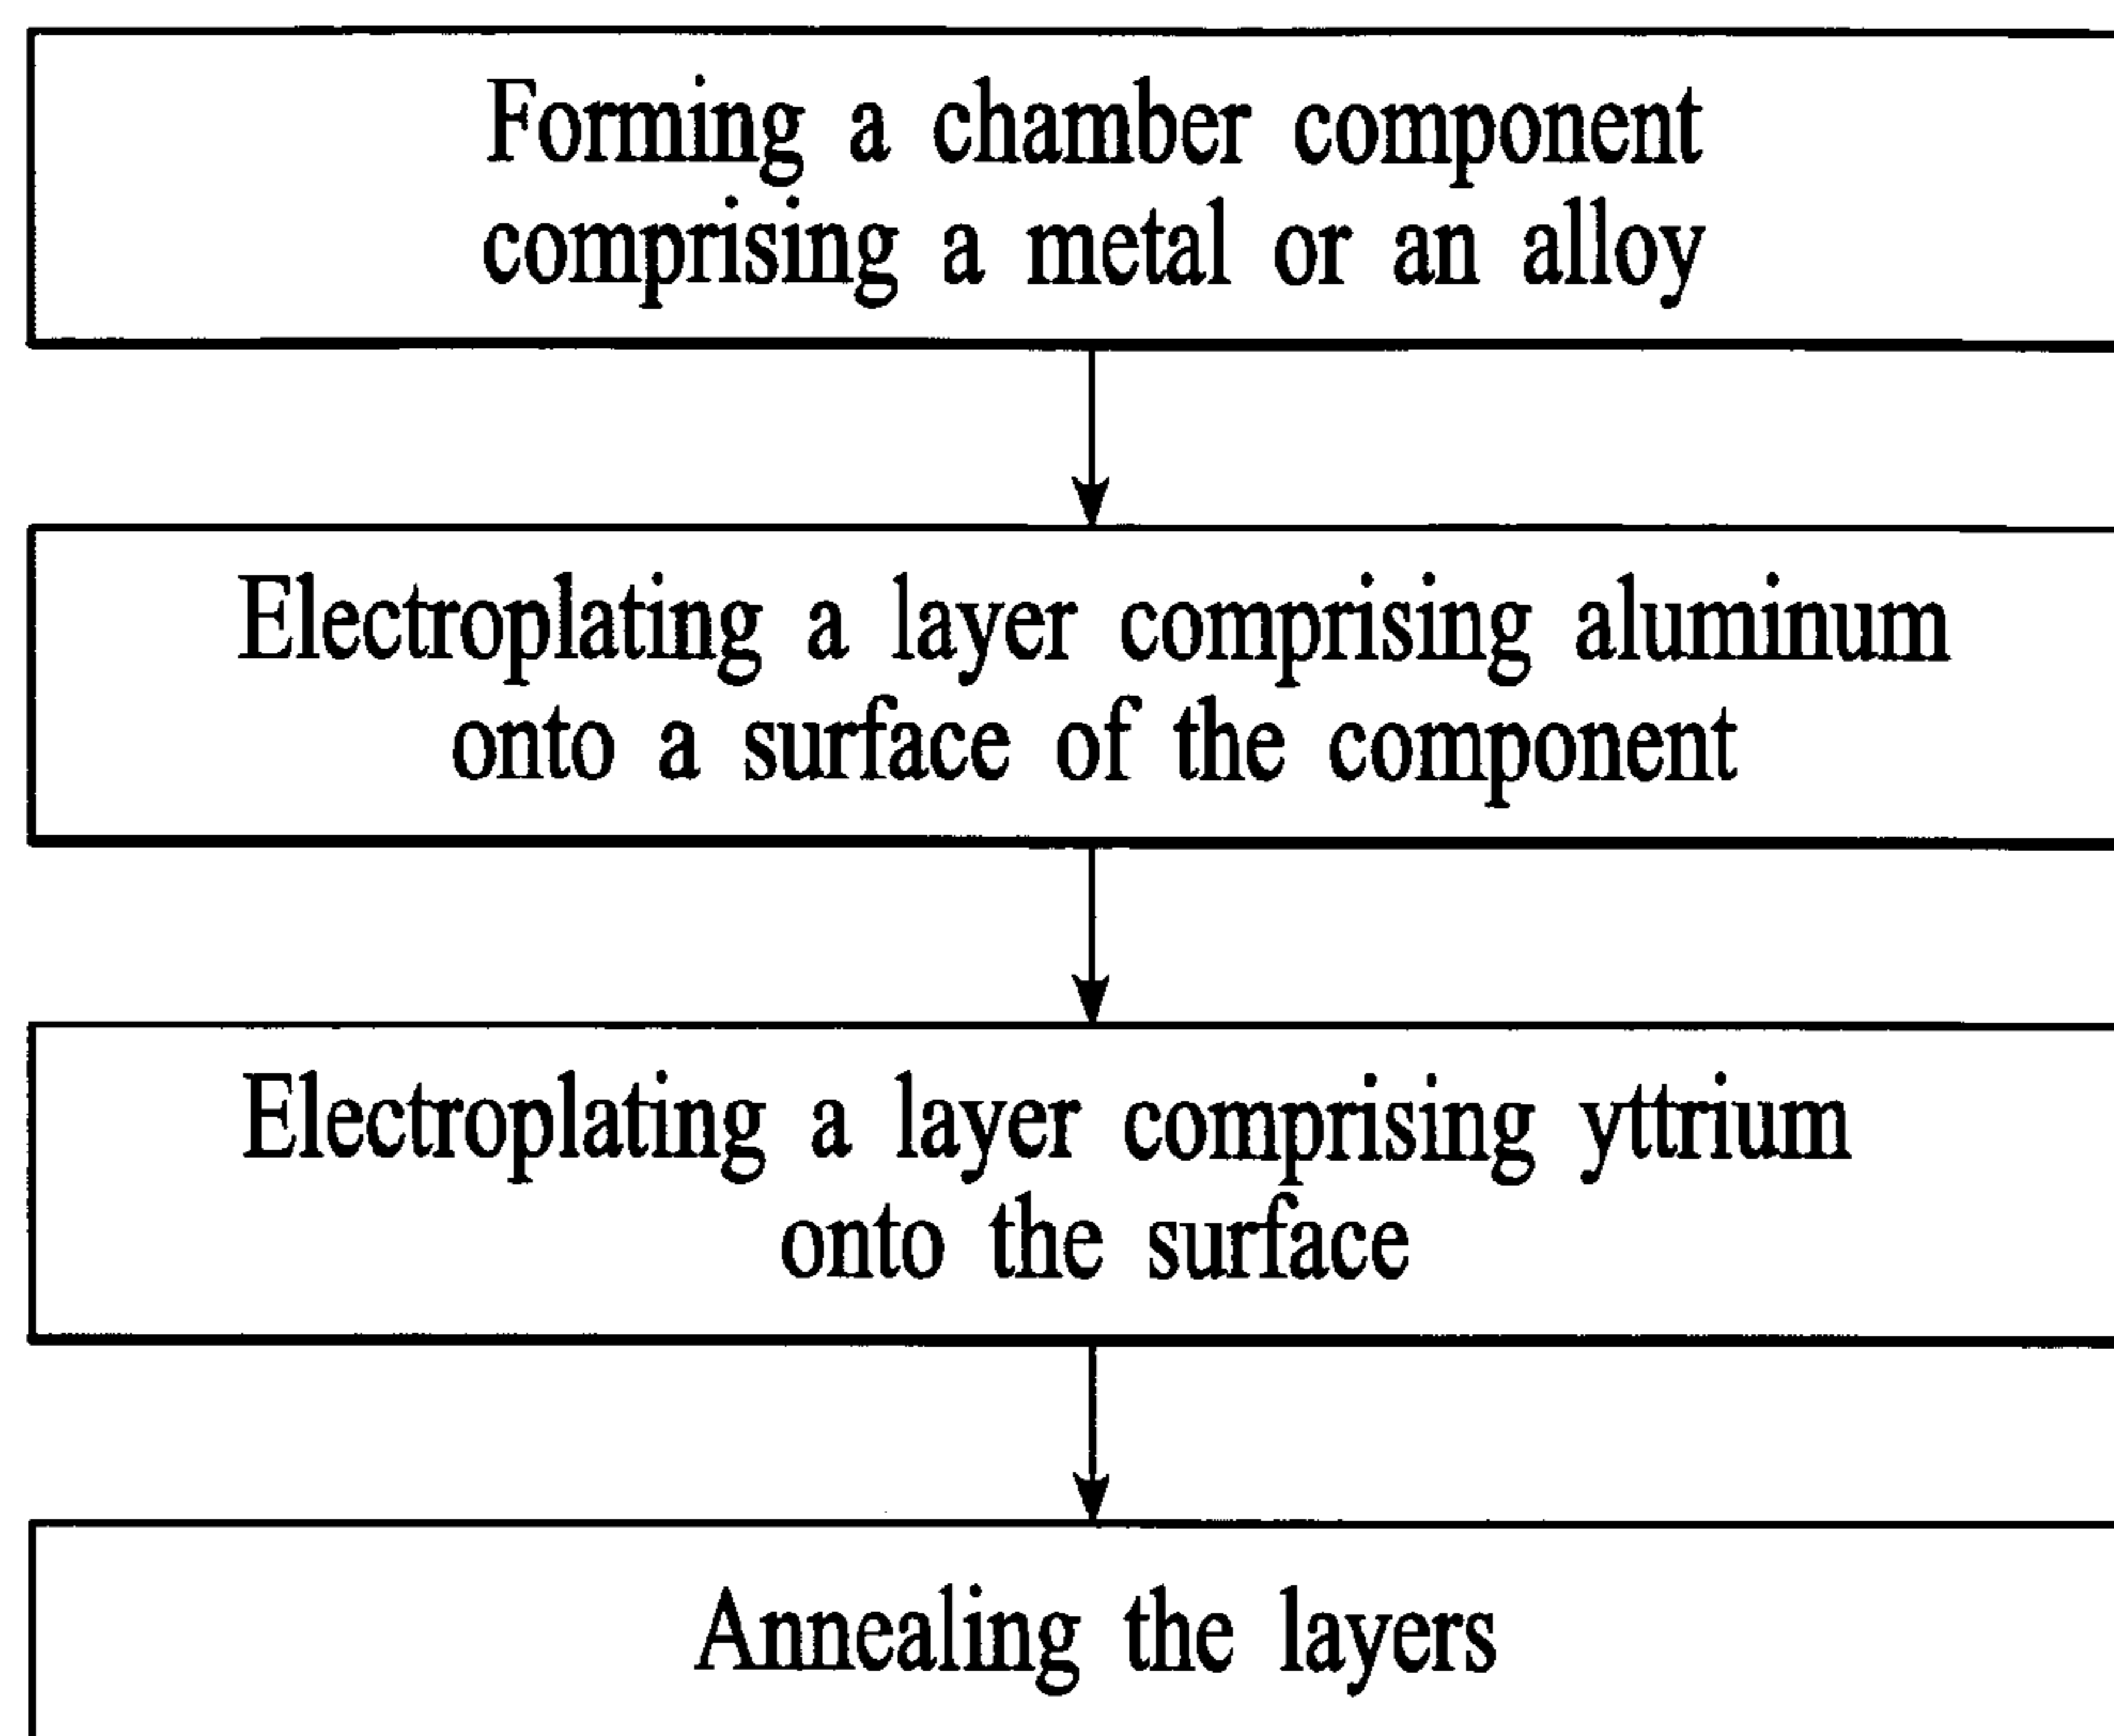 Forming a chamber component
comprising a metal or an alloy
Electroplating a layer comprising aluminum
onto a surface of the component
Electroplating a layer comprising yttrium
onto the surface
Annealing the layers